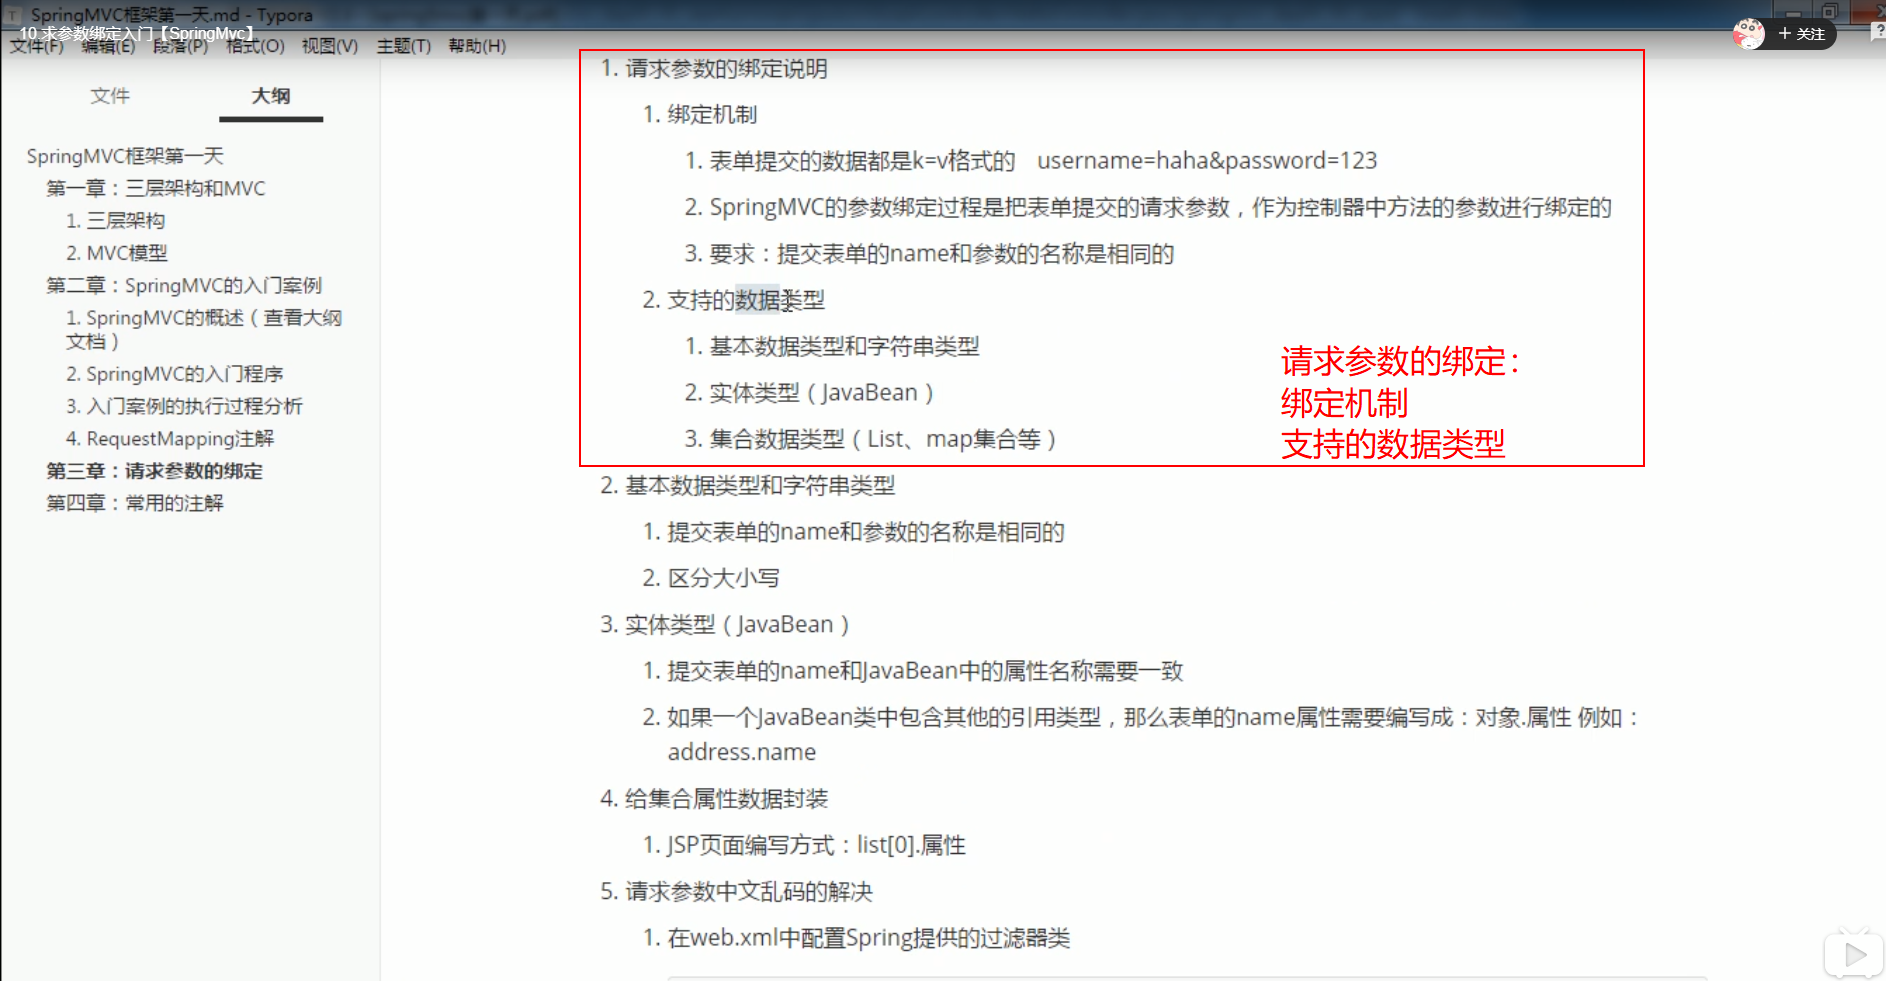 SpringMVC框架第一天.md - Typora
10 求参数绑定入门【SpringMvc】
文件(F) 编辑(E) 段落(P) 格式(O) 视图(V) 主题(T) 帮助(H)
+ 关注
文件 大纲
SpringMVC框架第一天
第一章：三层架构和MVC
1. 三层架构
2. MVC模型
第二章：SpringMVC的入门案例
1. SpringMVC的概述（查看大纲
文档）
2. SpringMVC的入门程序
3. 入门案例的执行过程分析
4. RequestMapping注解
第三章：请求参数的绑定
第四章：常用的注解
1. 请求参数的绑定说明
1. 绑定机制
1. 表单提交的数据都是k=v格式的 username=haha&password=123
2. SpringMVC的参数绑定过程是把表单提交的请求参数，作为控制器中方法的参数进行绑定的
3. 要求：提交表单的name和参数的名称是相同的
2. 支持的数据类型
1. 基本数据类型和字符串类型
2. 实体类型（JavaBean）
3. 集合数据类型（List、map集合等）
请求参数的绑定：
绑定机制
支持的数据类型
2. 基本数据类型和字符串类型
1. 提交表单的name和参数的名称是相同的
2. 区分大小写
3. 实体类型（JavaBean）
1. 提交表单的name和JavaBean中的属性名称需要一致
2. 如果一个JavaBean类中包含其他的引用类型，那么表单的name属性需要编写成：对象.属性 例如：
address.name
4. 给集合属性数据封装
1. JSP页面编写方式：list[0].属性
5. 请求参数中文乱码的解决
1. 在web.xml中配置Spring提供的过滤器类